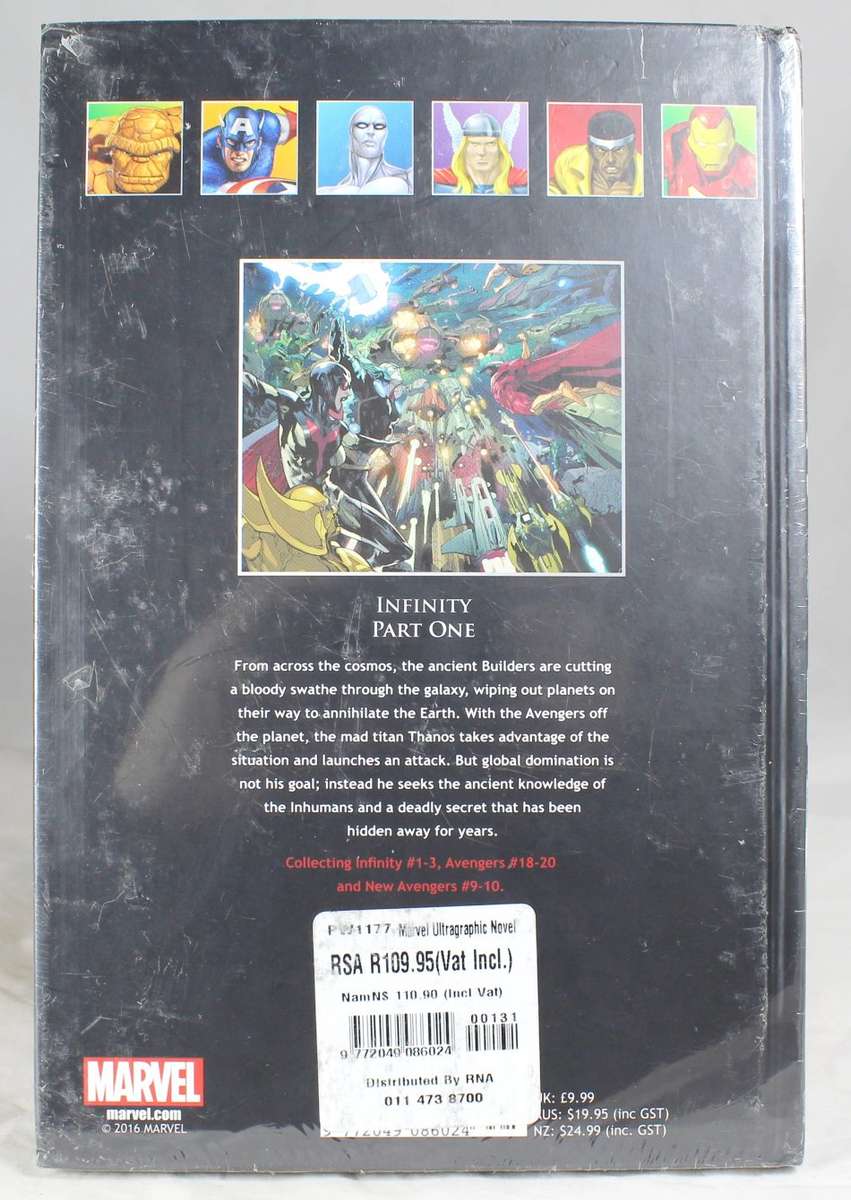 INFINITY
PART ONE
From across the cosmos, the ancient Builders are cutting
a bloody swathe through the galaxy, wiping out planets on
their way to annihilate the Earth. With the Avengers off
the planet, the mad titan Thanos takes advantage of the
situation and launches an attack. But global domination is
not his goal; instead he seeks the ancient knowledge of
the Inhumans and a deadly secret that has been
hidden away for years.
Collecting Infinity #1-3, Avengers #18-20
and New Avengers #9-10.
PW1177 Marvel Ultragraphic Novel
RSA R109.95(Vat Incl.)
NamN$ 110.90 (Incl Vat)
00131
9 772049 086024
Distributed By RNA
011 473 8700
9 772049 086024
MARVEL
marvel.com
© 2016 MARVEL
UK: £9.99
AUS: $19.95 (inc GST)
NZ: $24.99 (inc. GST)